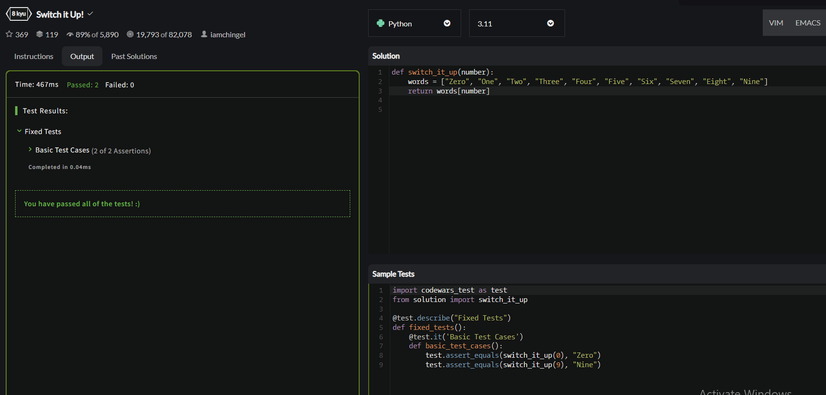 8 kyu Switch it Up!
369 119 89% of 5,890 19,793 of 82,078 iamchingel
Instructions Output Past Solutions
Time: 467ms Passed: 2 Failed: 0
Test Results:
Fixed Tests
Basic Test Cases (2 of 2 Assertions)
Completed in 0.04ms
You have passed all of the tests! :)
Python 3.11 VIM EMACS
Solution
1 def switch_it_up(number):
2 words = ["Zero", "One", "Two", "Three", "Four", "Five", "Six", "Seven", "Eight", "Nine"]
3 return words[number]
4
5
Sample Tests
1 import codewars_test as test
2 from solution import switch_it_up
3
4 @test.describe("Fixed Tests")
5 def fixed_tests():
6 @test.it('Basic Test Cases')
7 def basic_test_cases():
8 test.assert_equals(switch_it_up(0), "Zero")
9 test.assert_equals(switch_it_up(9), "Nine")
Activate Windows